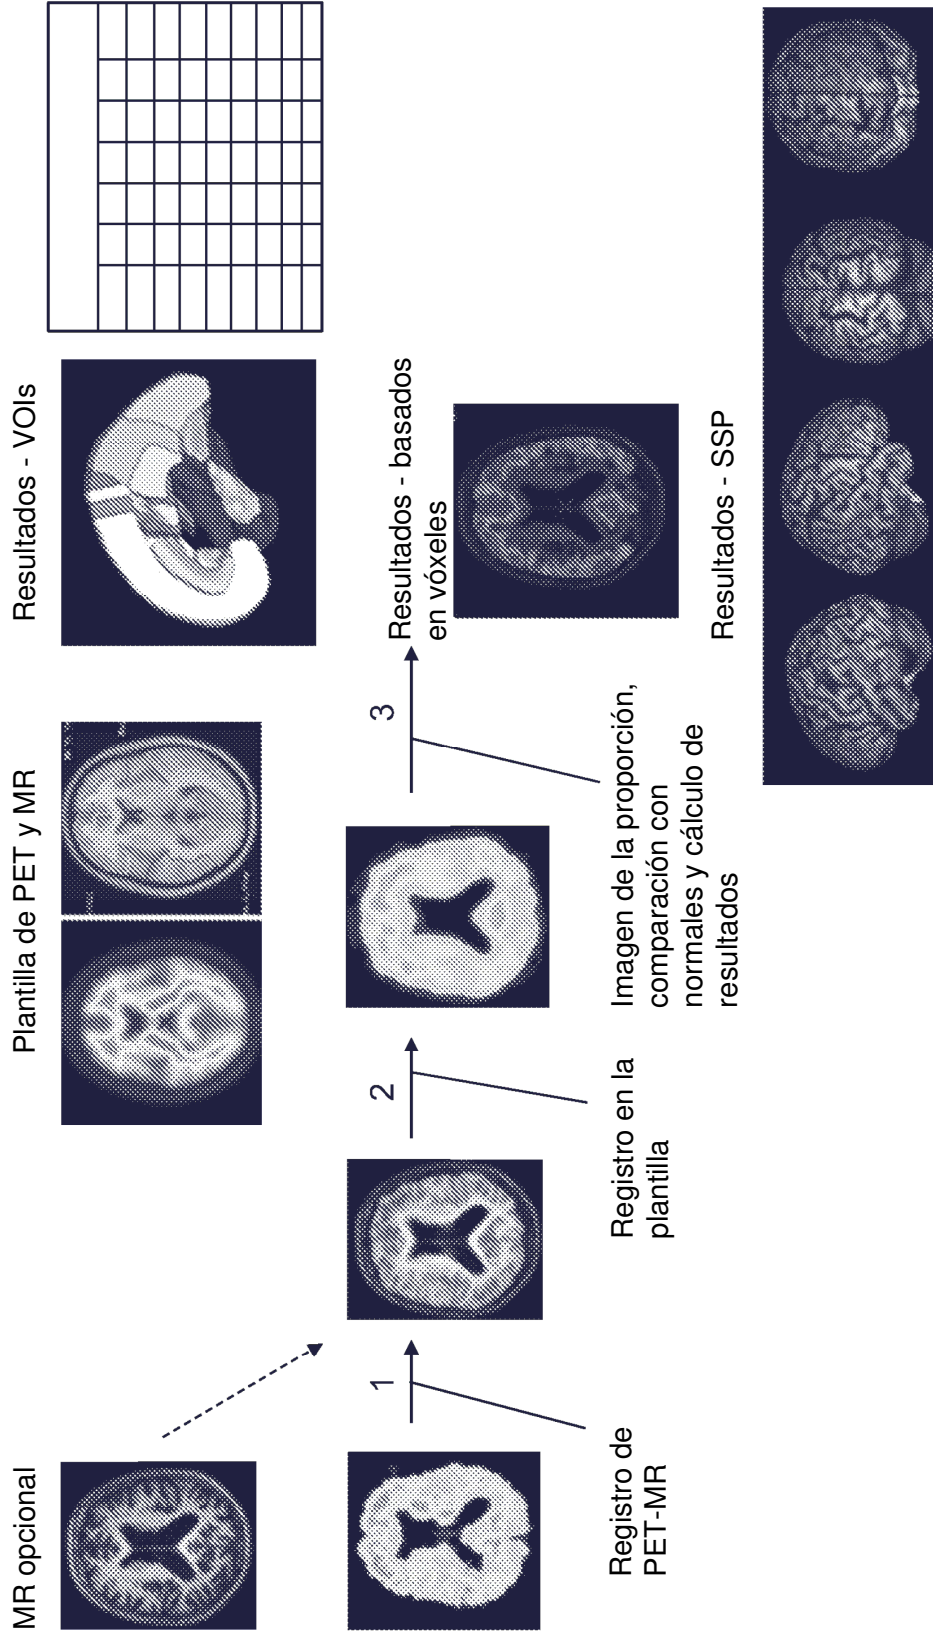 MR opcional
Plantilla de PET y MR
Resultados - VOIs
1
2
3
Resultados - basados
en vóxeles
Registro de
PET-MR
Registro en la
plantilla
Imagen de la proporción,
comparación con
normales y cálculo de
resultados
Resultados - SSP